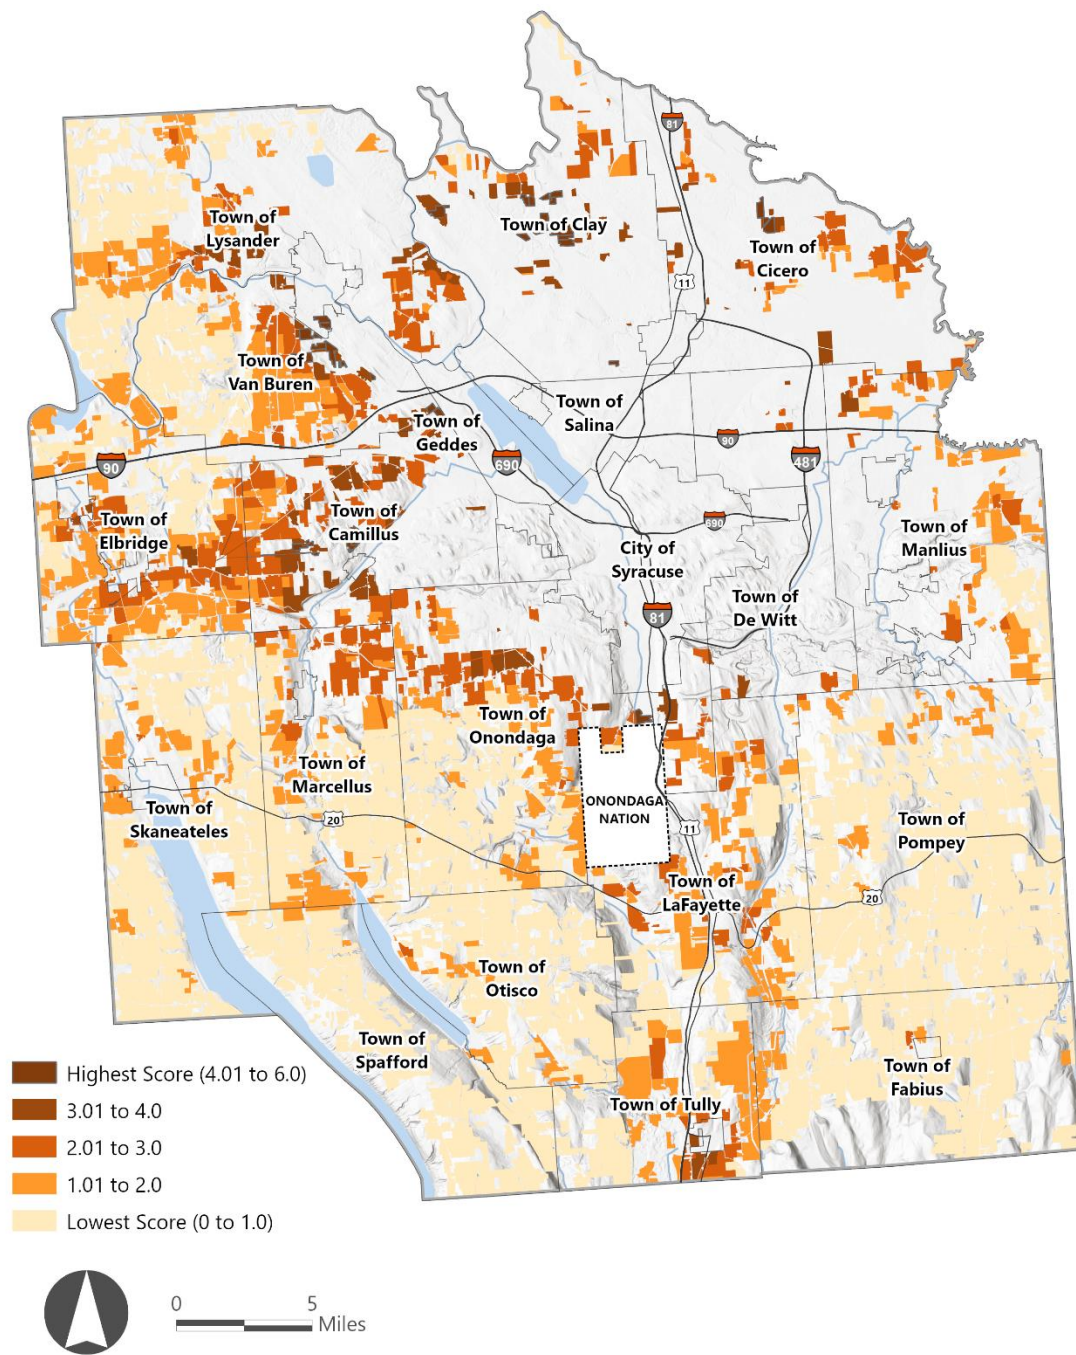 81
Town of
Lysander
Town of Clay
Town of
Cicero
11
Town of
Van Buren
Town of
Geddes
Town of
Salina
90
690
90
481
Town of
Elbridge
Town of
Camillus
690
City of
Syracuse
Town of
Manlius
81
Town of
De Witt
Town of
Onondaga
Town of
Marcellus
ONONDAGA
NATION
Town of
Skaneateles
20
11
Town of
Pompey
Town of
LaFayette
20
Town of
Otisco
Town of
Spafford
Town of
Fabius
Town of Tully
Highest Score (4.01 to 6.0)
3.01 to 4.0
2.01 to 3.0
1.01 to 2.0
Lowest Score (0 to 1.0)
0 5
Miles